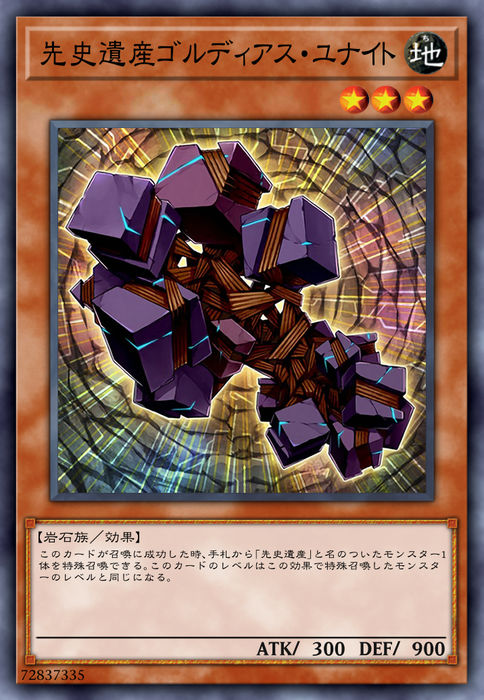 先史遺産ゴルディアス・ユナイト
地
ち
【岩石族／効果】
このカードが召喚に成功した時、手札から「先史遺産」と名のついたモンスター1
体を特殊召喚できる。このカードのレベルはこの効果で特殊召喚したモンスター
のレベルと同じになる。
ATK/ 300 DEF/ 900
72837335